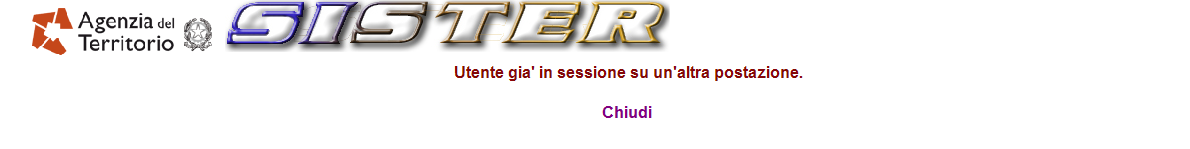 Agenzia del
Territorio
SISTER
Utente gia' in sessione su un'altra postazione.
Chiudi